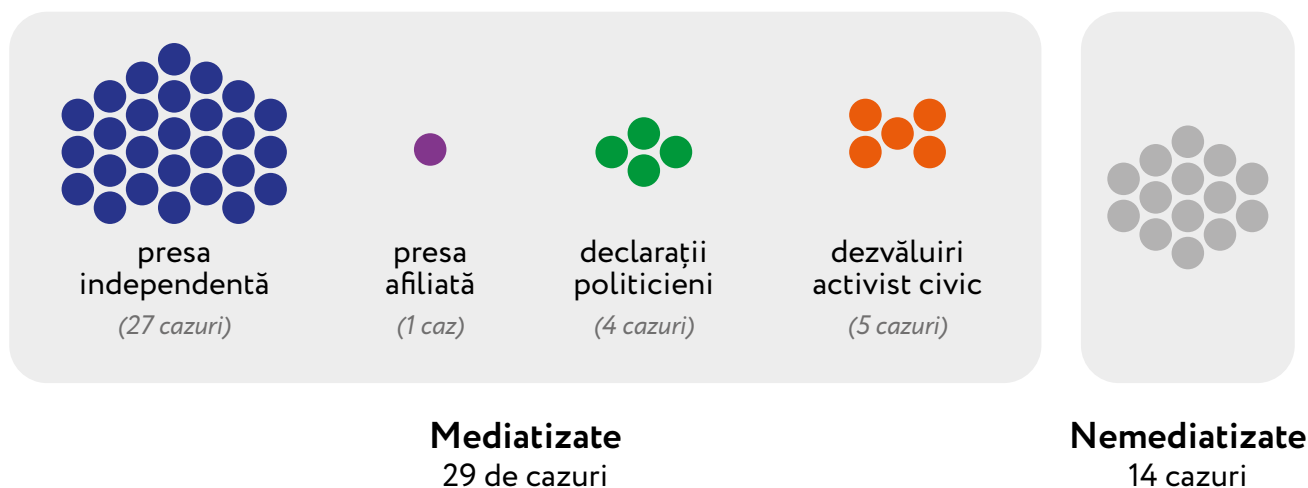 presa
independentă
(27 cazuri)
presa
afiliată
(1 caz)
declarații
politicieni
(4 cazuri)
dezvăluiri
activist civic
(5 cazuri)
Mediatizate
29 de cazuri
Nemediatizate
14 cazuri